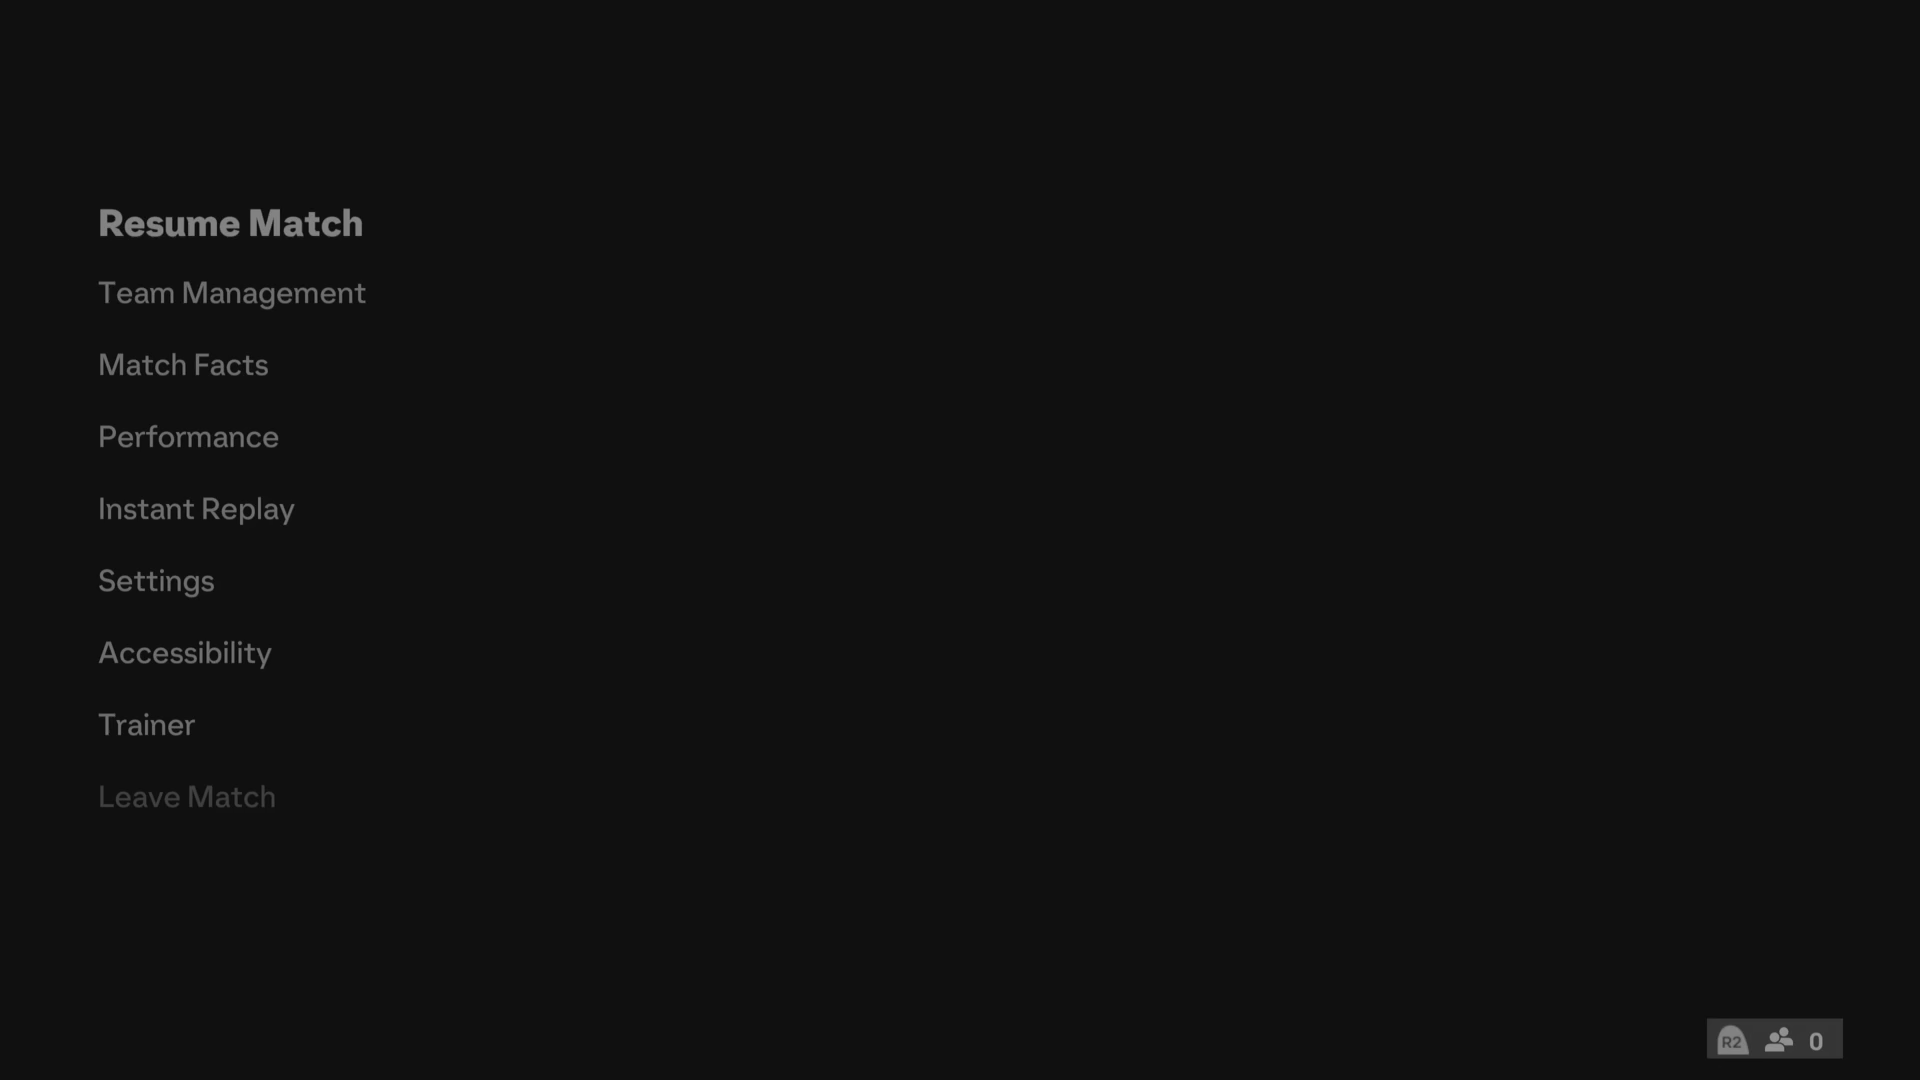 Resume Match
Team Management
Match Facts
Performance
Instant Replay
Settings
Accessibility
Trainer
Leave Match
R2 0